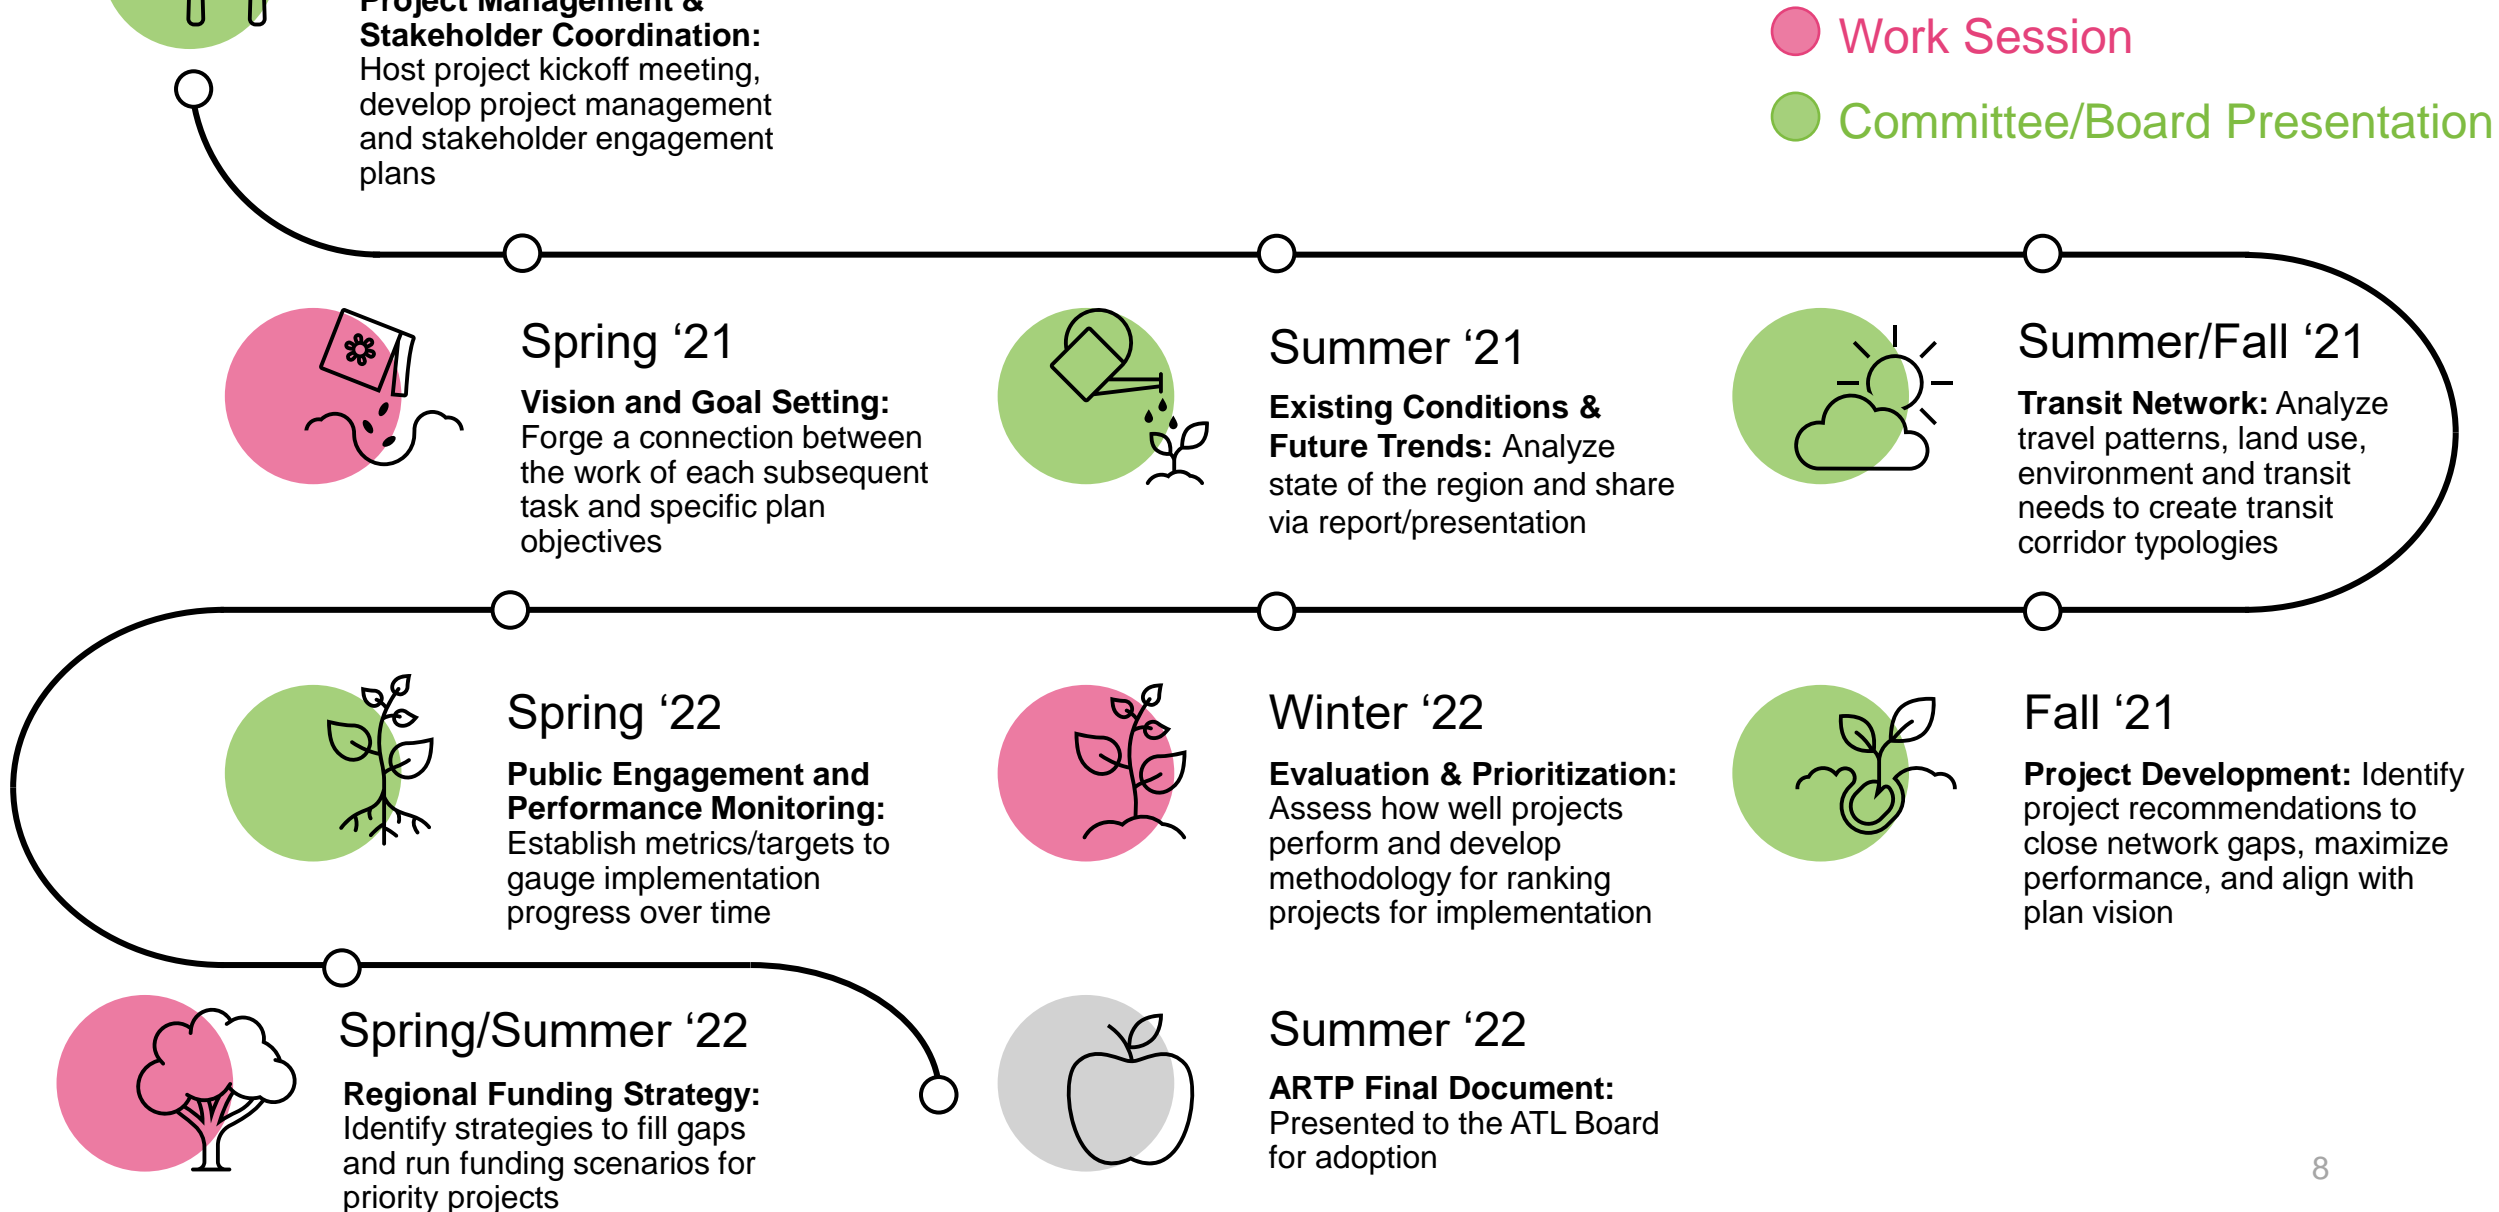 Project Management &
Stakeholder Coordination:
Host project kickoff meeting,
develop project management
and stakeholder engagement
plans
Work Session
Committee/Board Presentation
Spring ‘21
Vision and Goal Setting:
Forge a connection between
the work of each subsequent
task and specific plan
objectives
Summer ‘21
Existing Conditions &
Future Trends: Analyze
state of the region and share
via report/presentation
Summer/Fall ‘21
Transit Network: Analyze
travel patterns, land use,
environment and transit
needs to create transit
corridor typologies
Spring ‘22
Public Engagement and
Performance Monitoring:
Establish metrics/targets to
gauge implementation
progress over time
Winter ‘22
Evaluation & Prioritization:
Assess how well projects
perform and develop
methodology for ranking
projects for implementation
Fall ‘21
Project Development: Identify
project recommendations to
close network gaps, maximize
performance, and align with
plan vision
Spring/Summer ‘22
Regional Funding Strategy:
Identify strategies to fill gaps
and run funding scenarios for
priority projects
Summer ‘22
ARTP Final Document:
Presented to the ATL Board
for adoption
8